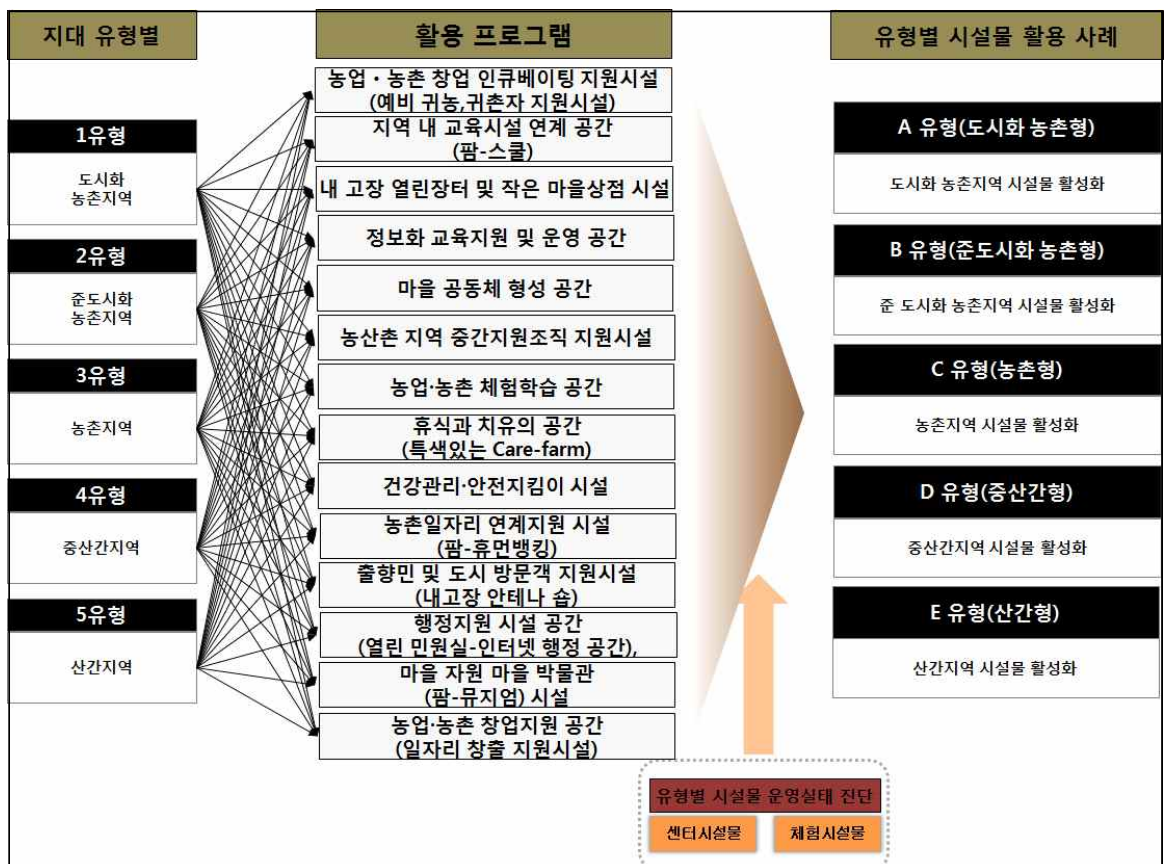 지대 유형별
1유형
도시화
농촌지역
2유형
준도시화
농촌지역
3유형
농촌지역
4유형
중산간지역
5유형
산간지역
활용 프로그램
농업・농촌 창업 인큐베이팅 지원시설
(예비 귀농,귀촌자 지원시설)
지역 내 교육시설 연계 공간
(팜-스쿨)
내 고장 열린장터 및 작은 마을상점 시설
정보화 교육지원 및 운영 공간
마을 공동체 형성 공간
농산촌 지역 중간지원조직 지원시설
농업·농촌 체험학습 공간
휴식과 치유의 공간
(특색있는 Care-farm)
건강관리·안전지킴이 시설
농촌일자리 연계지원 시설
(팜-휴먼뱅킹)
출향민 및 도시 방문객 지원시설
(내고장 안테나 숍)
행정지원 시설 공간
(열린 민원실-인터넷 행정 공간),
마을 자원 마을 박물관
(팜-뮤지엄) 시설
농업·농촌 창업지원 공간
(일자리 창출 지원시설)
유형별 시설물 운영실태 진단
센터시설물
체험시설물
유형별 시설물 활용 사례
A 유형(도시화 농촌형)
도시화 농촌지역 시설물 활성화
B 유형(준도시화 농촌형)
준 도시화 농촌지역 시설물 활성화
C 유형(농촌형)
농촌지역 시설물 활성화
D 유형(중산간형)
중산간지역 시설물 활성화
E 유형(산간형)
산간지역 시설물 활성화